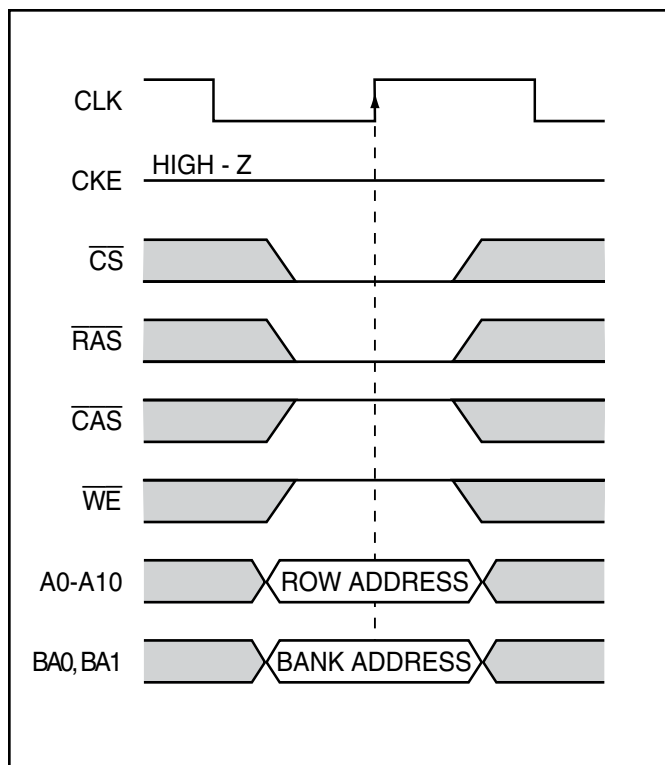 CLK
HIGH - Z
CKE
CS
RAS
CAS
WE
A0-A10 ROW ADDRESS
BA0, BA1 BANK ADDRESS